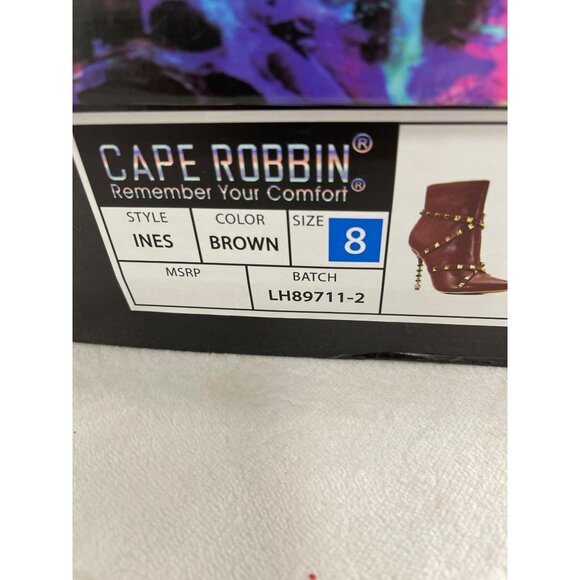 CAPE ROBBIN®
Remember Your Comfort®
STYLE COLOR SIZE 8
INES BROWN
MSRP BATCH
LH89711-2